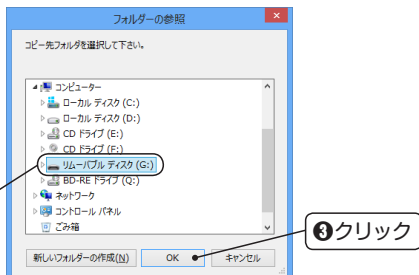 フォルダーの参照
コピー先フォルダを選択して下さい。
コンピューター
ローカル ディスク (C:)
ローカル ディスク (D:)
CD ドライブ (E:)
CD ドライブ (F:)
リムーバブル ディスク (G:)
BD-RE ドライブ (Q:)
ネットワーク
コントロール パネル
ごみ箱
❸クリック
新しいフォルダーの作成(N)
OK
キャンセル